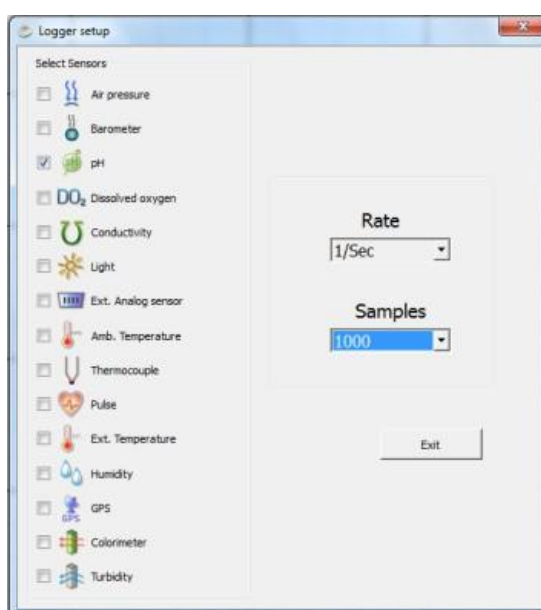 Logger setup
Select Sensors
Air pressure
Barometer
pH
DO₂ Dissolved oxygen
Conductivity
Light
Ext. Analog sensor
Amb. Temperature
Thermocouple
Pulse
Ext. Temperature
Humidity
GPS GPS
Colorimeter
Turbidity
Rate
1/Sec
Samples
1000
Exit